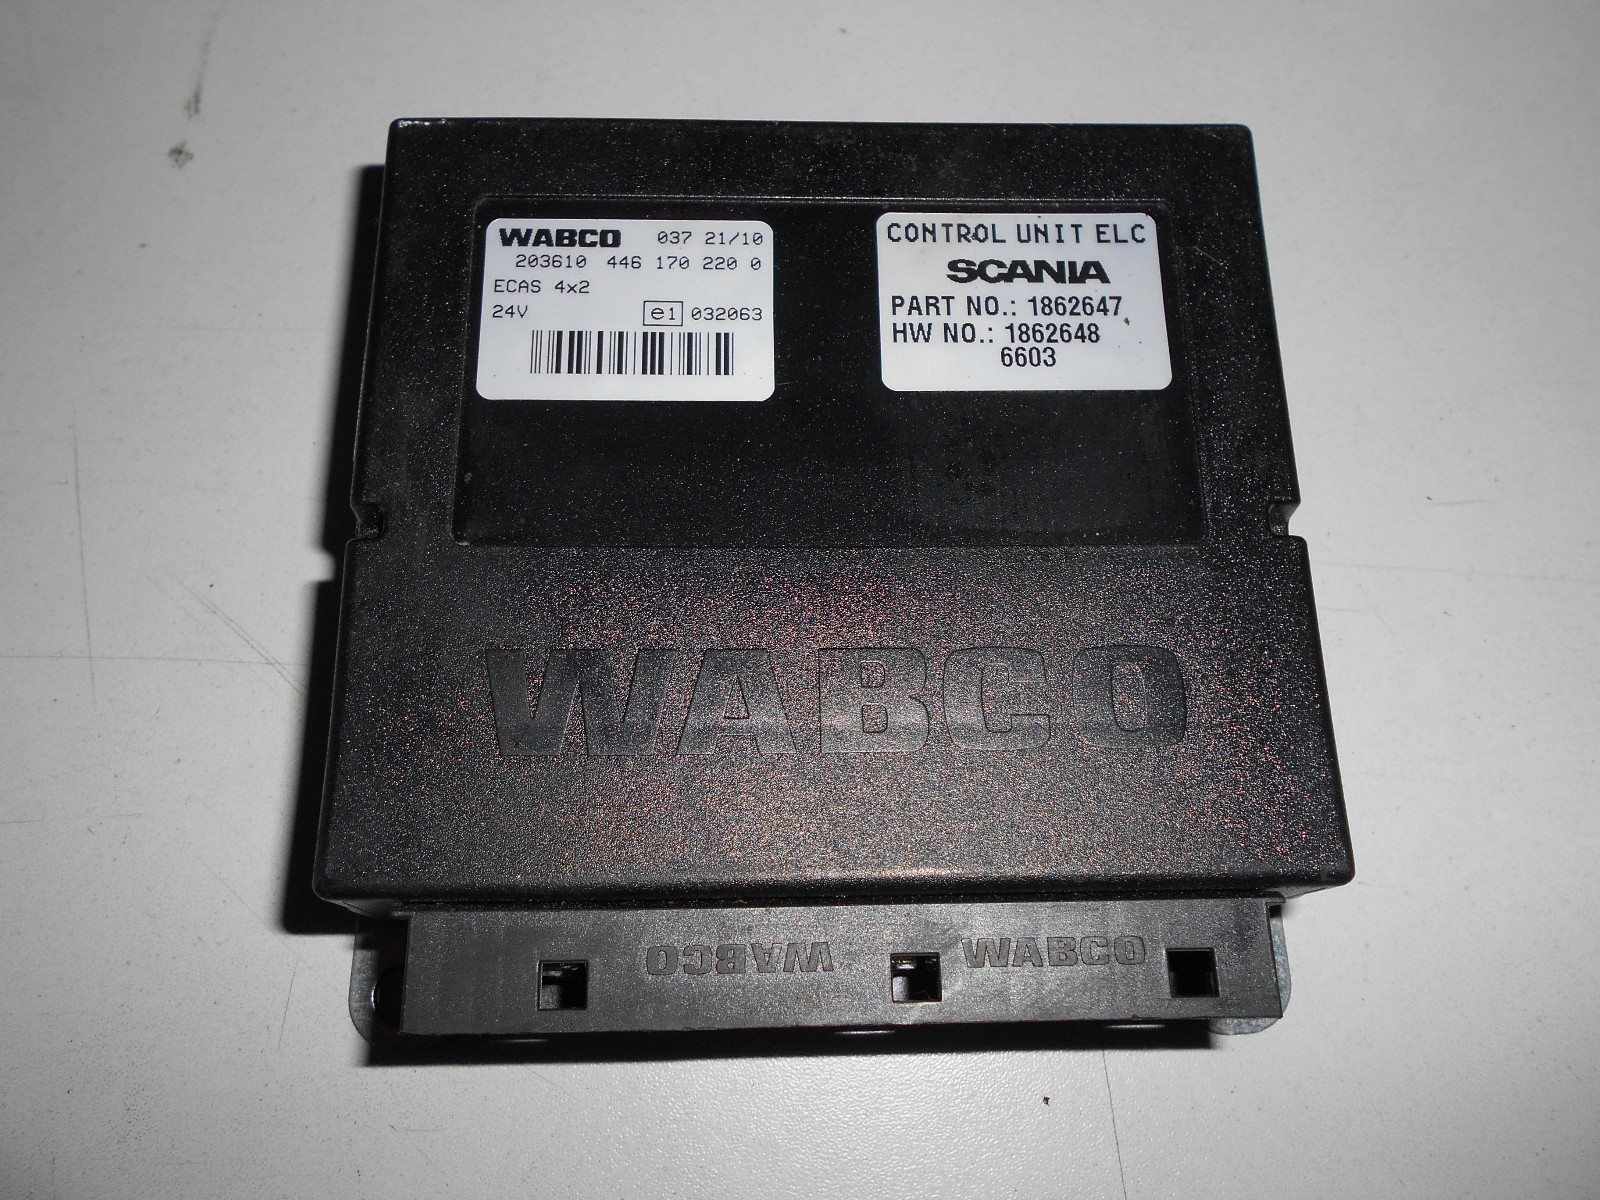 WABCO 037 21/10
203610 446 170 220 0
ECAS 4x2
24V e1 032063
CONTROL UNIT ELC
SCANIA
PART NO.: 1862647
HW NO.: 1862648
6603
WABCO
WABCO WABCO